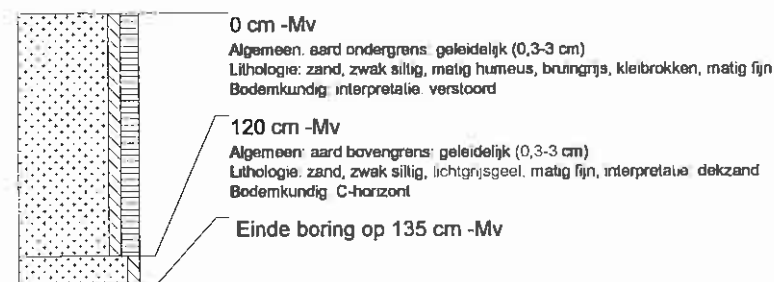 0 cm -Mv
Algemeen: aard ondergrens: geleidelijk (0,3-3 cm)
Lithologie: zand, zwak siltig, matig humeus, bruingrijs, kleibrokken, matig fijn
Bodemkundig: interpretatie: verstoord
120 cm -Mv
Algemeen: aard bovengrens: geleidelijk (0,3-3 cm)
Lithologie: zand, zwak siltig, lichtgrijsgeel, matig fijn, interpretatie: dekzand
Bodemkundig: C-horizont
Einde boring op 135 cm -Mv